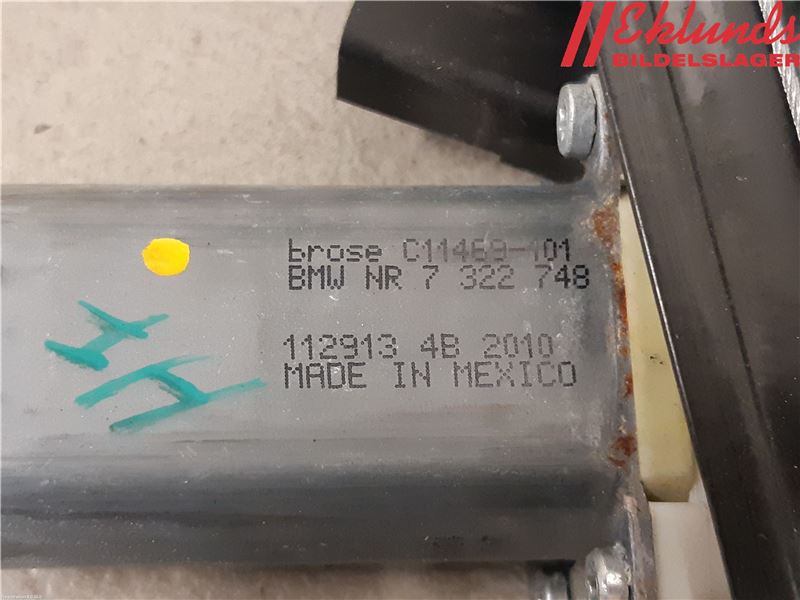 Eklunds
BILDELSLAGER
brose C11469-101
BMW NR 7 322 748
112913 4B 2010
MADE IN MEXICO